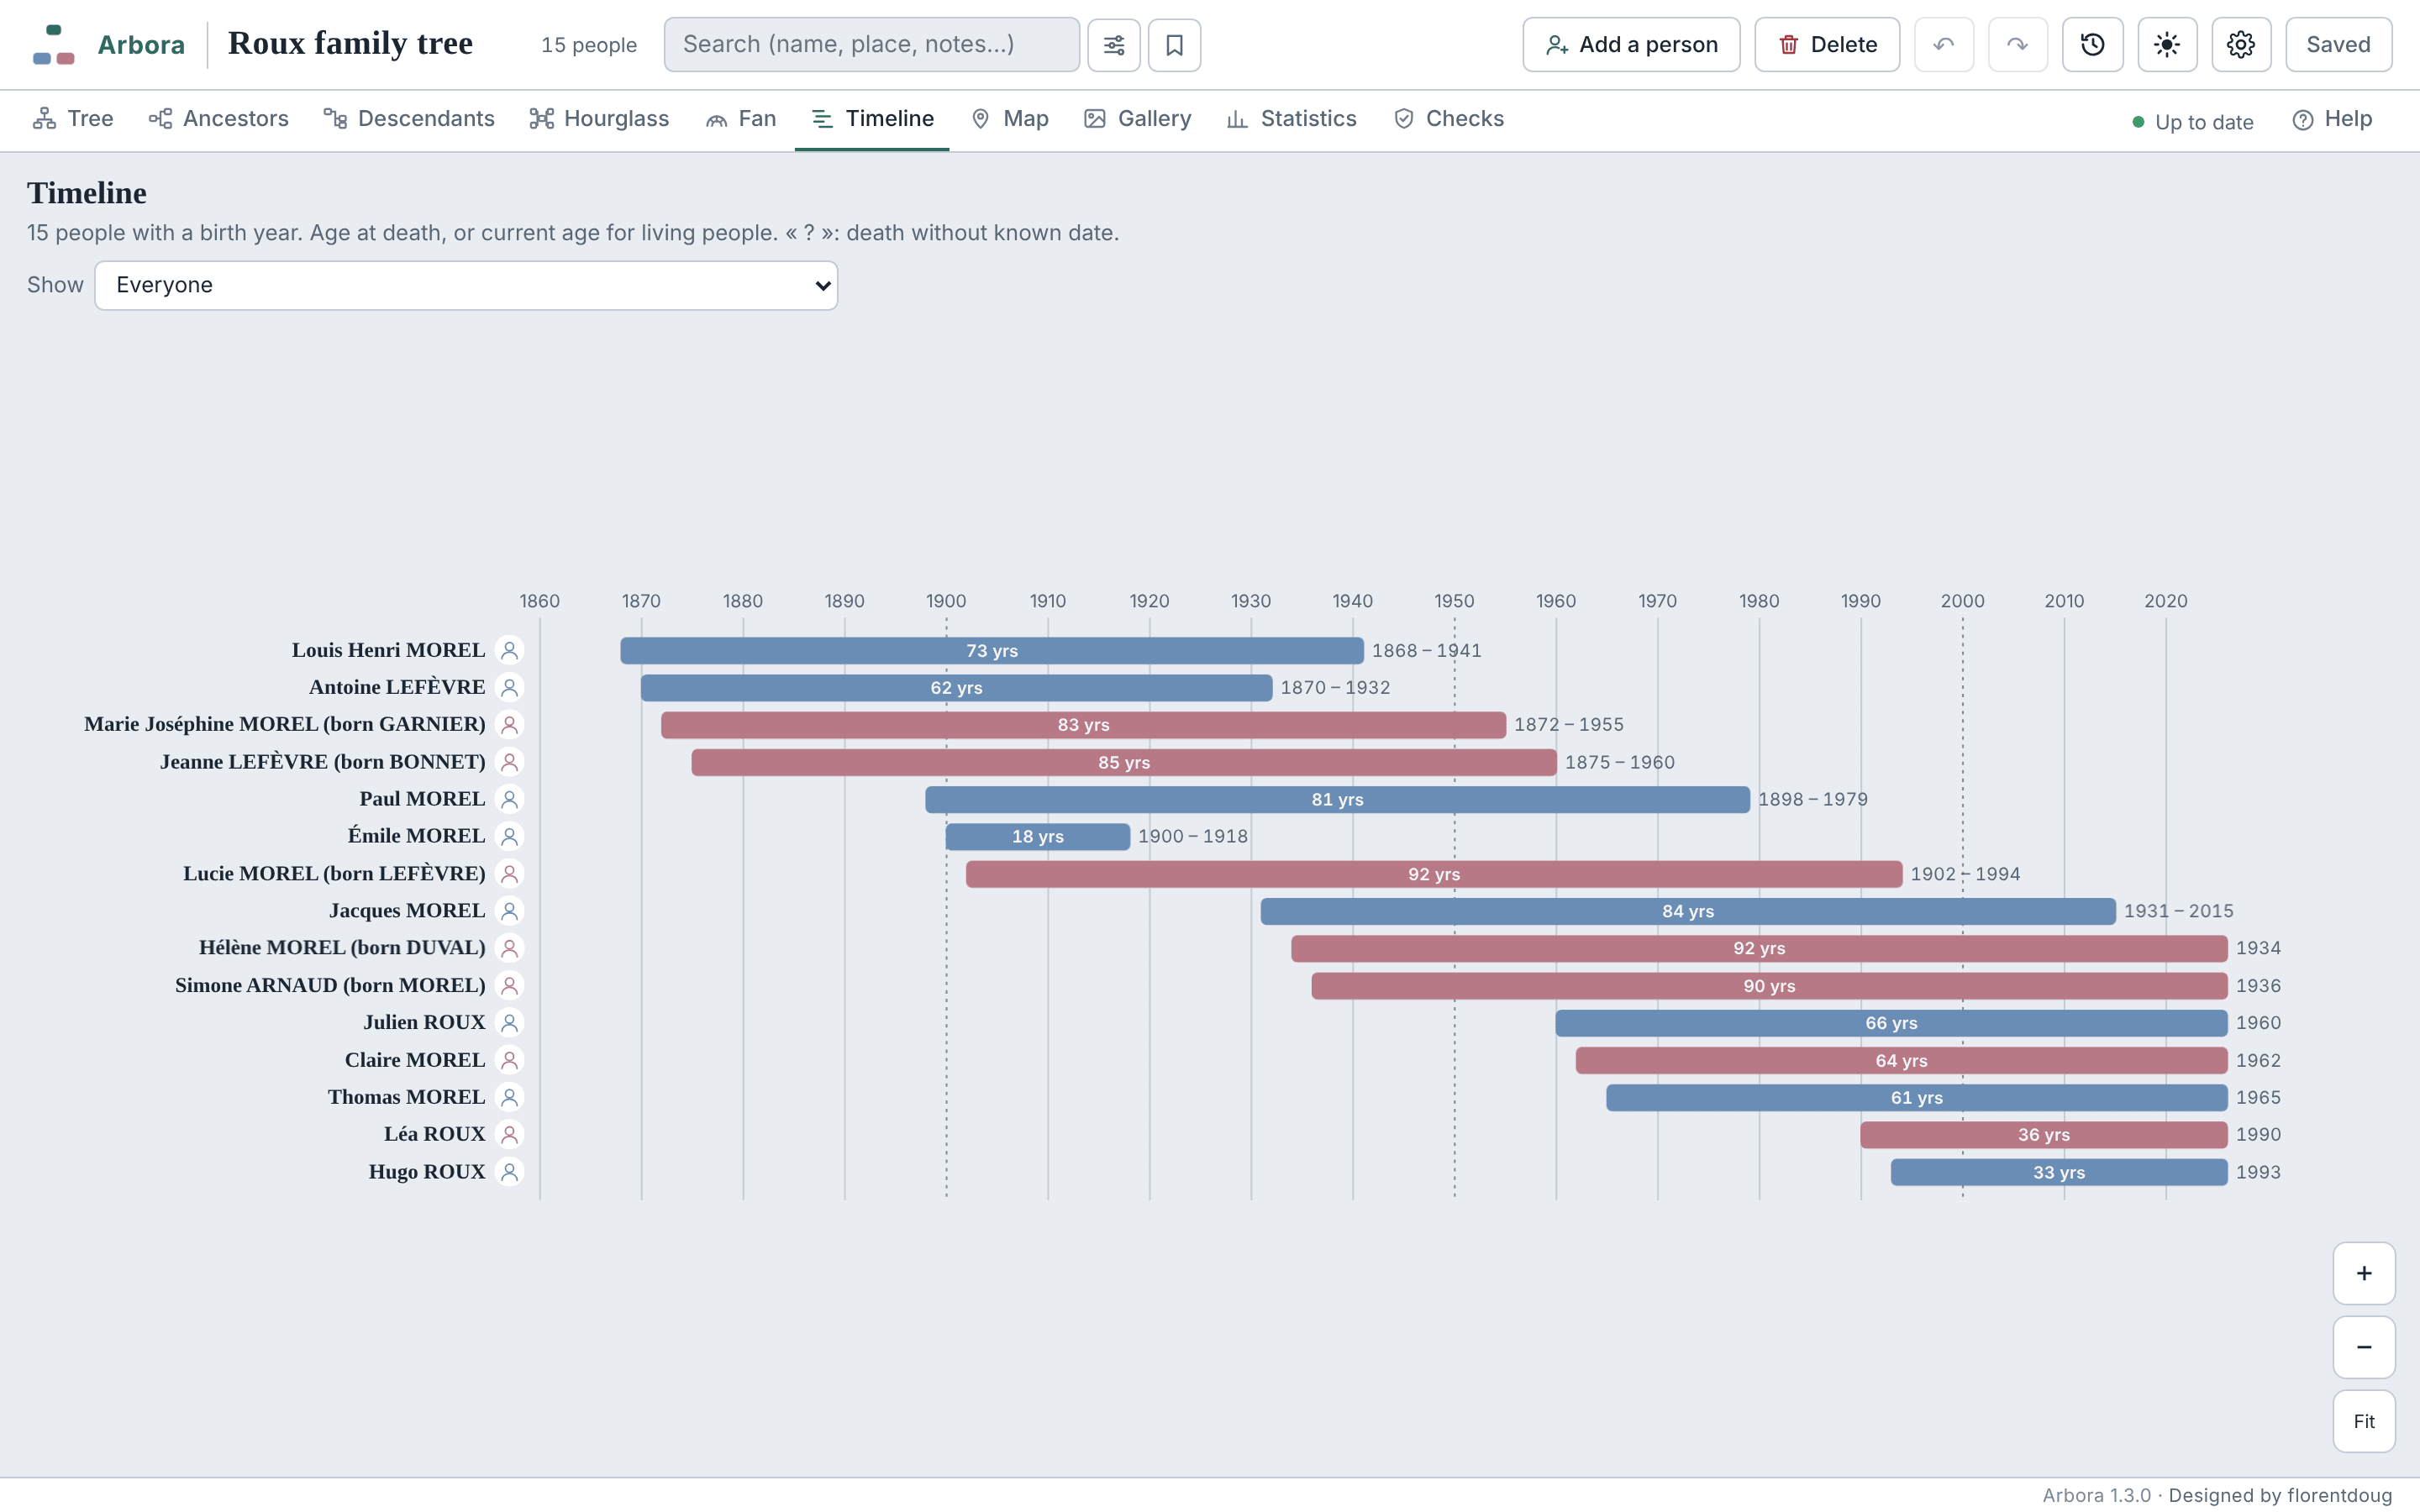 Arbora
Roux family tree
15 people
Search (name, place, notes...)
Add a person
Delete
Saved
Tree
Ancestors
Descendants
Hourglass
Fan
Timeline
Map
Gallery
Statistics
Checks
Up to date
Help
Timeline
15 people with a birth year. Age at death, or current age for living people. « ? »: death without known date.
Show
Everyone
1860 1870 1880 1890 1900 1910 1920 1930 1940 1950 1960 1970 1980 1990 2000 2010 2020
Louis Henri MOREL 73 yrs 1868 – 1941
Antoine LEFÈVRE 62 yrs 1870 – 1932
Marie Joséphine MOREL (born GARNIER) 83 yrs 1872 – 1955
Jeanne LEFÈVRE (born BONNET) 85 yrs 1875 – 1960
Paul MOREL 81 yrs 1898 – 1979
Émile MOREL 18 yrs 1900 – 1918
Lucie MOREL (born LEFÈVRE) 92 yrs 1902 – 1994
Jacques MOREL 84 yrs 1931 – 2015
Hélène MOREL (born DUVAL) 92 yrs 1934
Simone ARNAUD (born MOREL) 90 yrs 1936
Julien ROUX 66 yrs 1960
Claire MOREL 64 yrs 1962
Thomas MOREL 61 yrs 1965
Léa ROUX 36 yrs 1990
Hugo ROUX 33 yrs 1993
+
−
Fit
Arbora 1.3.0 · Designed by florentdoug